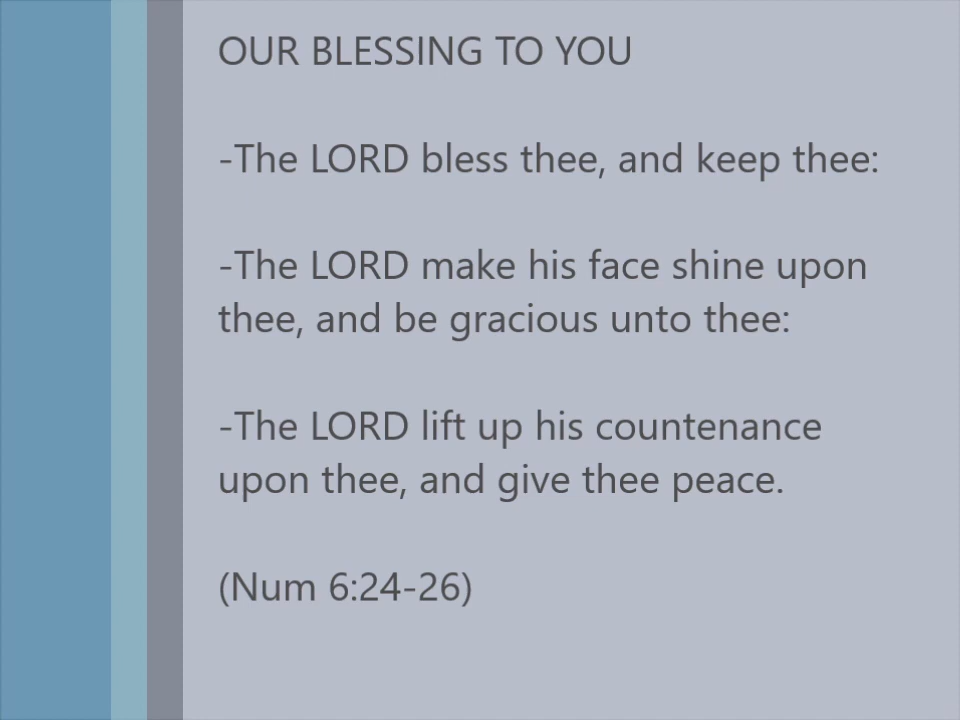 OUR BLESSING TO YOU
-The LORD bless thee, and keep thee:
-The LORD make his face shine upon
thee, and be gracious unto thee:
-The LORD lift up his countenance
upon thee, and give thee peace.
(Num 6:24-26)